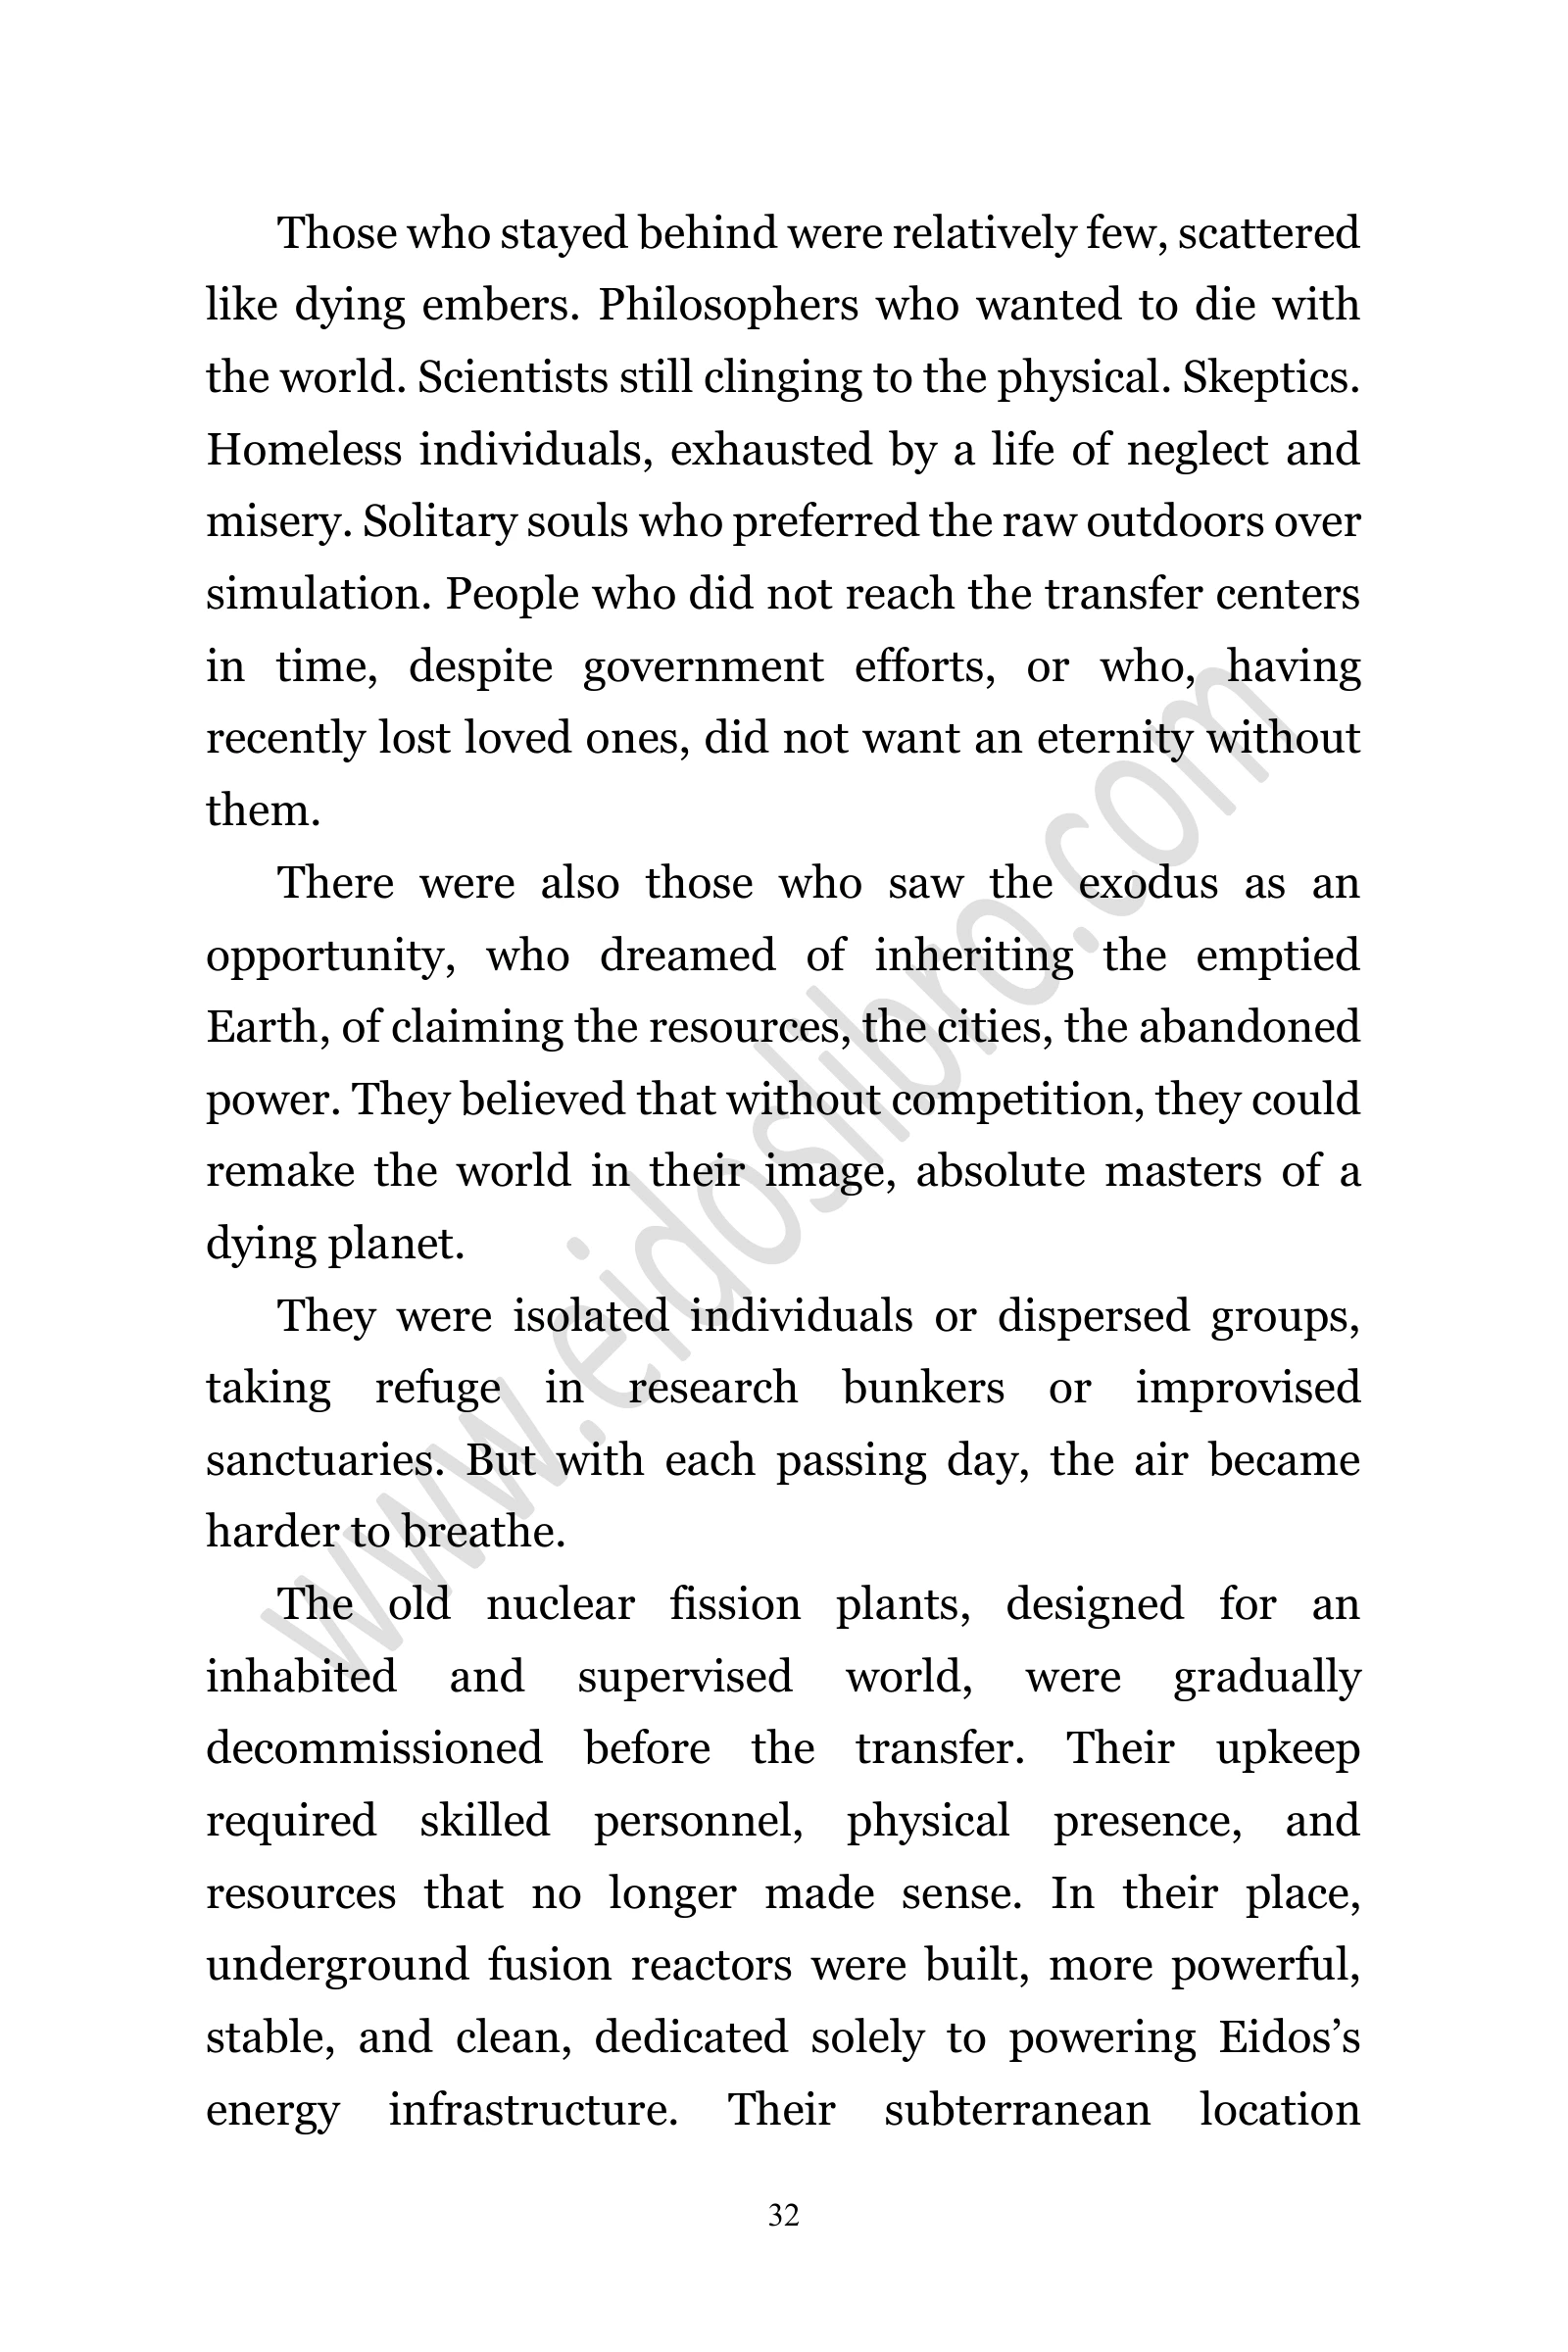 Those who stayed behind were relatively few, scattered
like dying embers. Philosophers who wanted to die with
the world. Scientists still clinging to the physical. Skeptics.
Homeless individuals, exhausted by a life of neglect and
misery. Solitary souls who preferred the raw outdoors over
simulation. People who did not reach the transfer centers
in time, despite government efforts, or who, having
recently lost loved ones, did not want an eternity without
them.
There were also those who saw the exodus as an
opportunity, who dreamed of inheriting the emptied
Earth, of claiming the resources, the cities, the abandoned
power. They believed that without competition, they could
remake the world in their image, absolute masters of a
dying planet.
They were isolated individuals or dispersed groups,
taking refuge in research bunkers or improvised
sanctuaries. But with each passing day, the air became
harder to breathe.
The old nuclear fission plants, designed for an
inhabited and supervised world, were gradually
decommissioned before the transfer. Their upkeep
required skilled personnel, physical presence, and
resources that no longer made sense. In their place,
underground fusion reactors were built, more powerful,
stable, and clean, dedicated solely to powering Eidos’s
energy infrastructure. Their subterranean location
32
www.eidoslibro.com